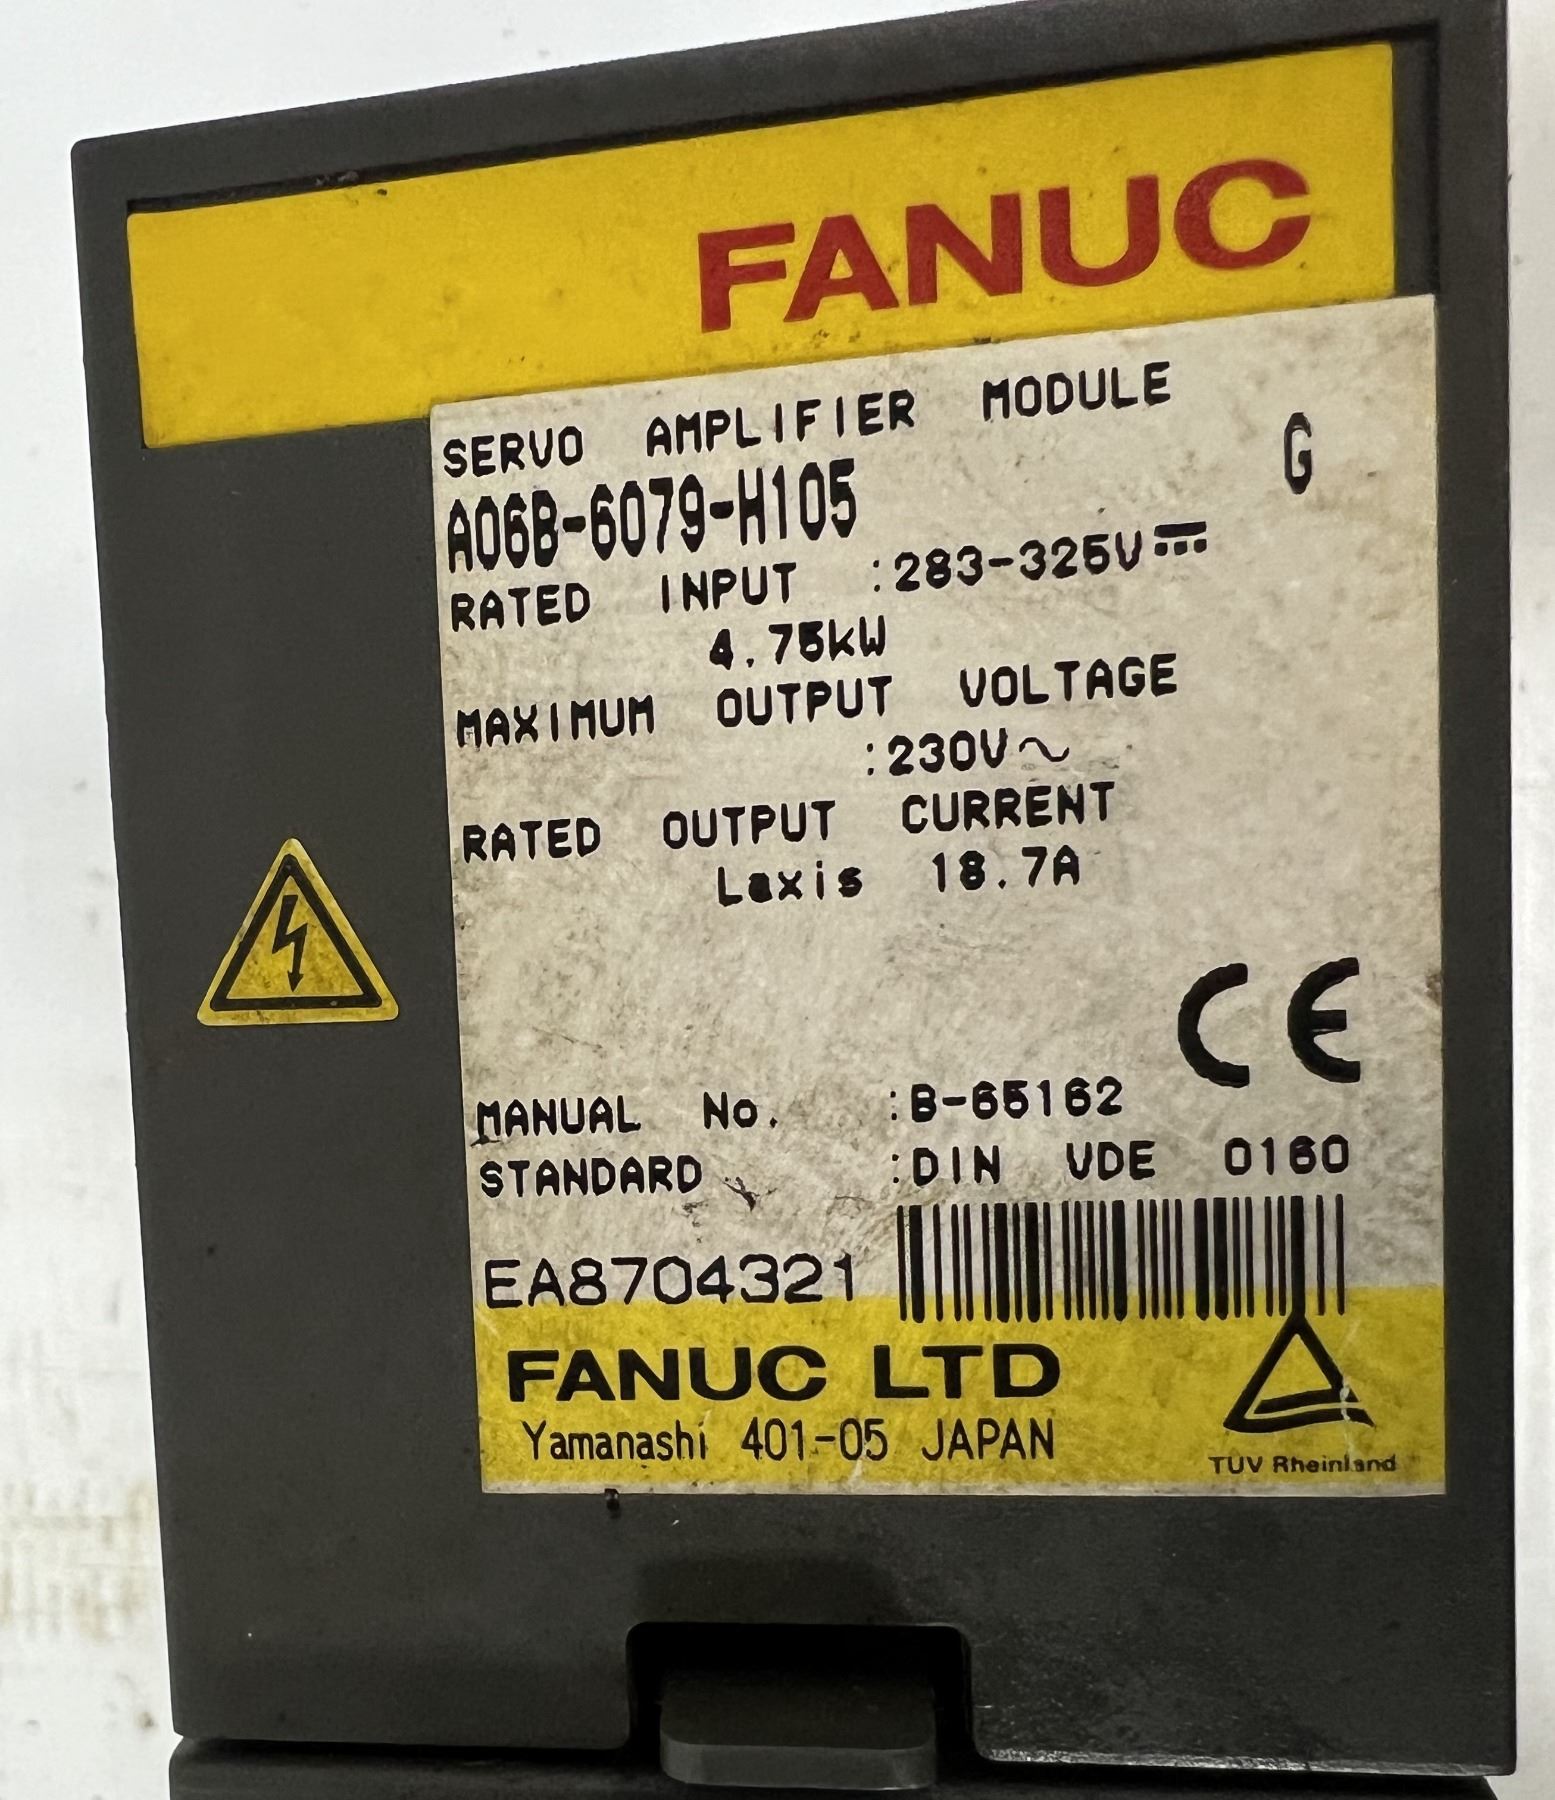 FANUC
SERVO AMPLIFIER MODULE
A06B-6079-H105 G
RATED INPUT :283-325V⎓
4.75kW
MAXIMUM OUTPUT VOLTAGE
:230V~
RATED OUTPUT CURRENT
Laxis 18.7A
CE
MANUAL No. :B-65162
STANDARD :DIN VDE 0160
EA8704321
FANUC LTD
Yamanashi 401-05 JAPAN
TUV Rheinland